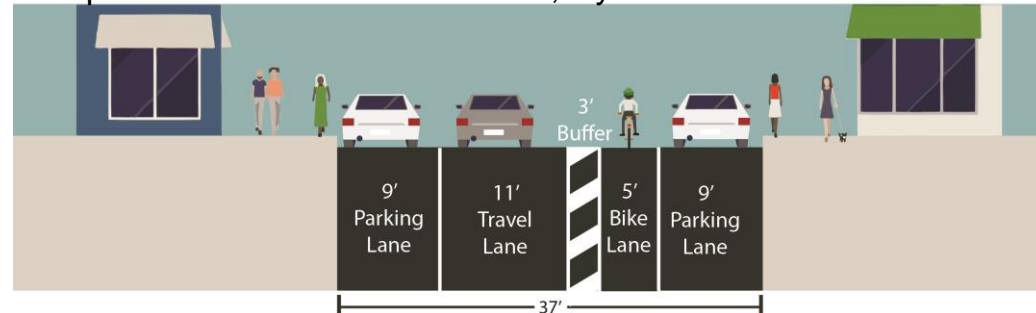 3'
Buffer
9'
Parking
Lane
11'
Travel
Lane
5'
Bike
Lane
9'
Parking
Lane
37'